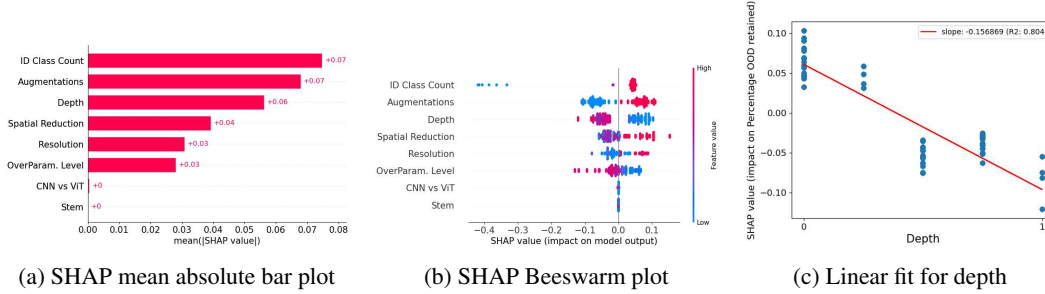 ID Class Count
Augmentations
Depth
Spatial Reduction
Resolution
OverParam. Level
CNN vs ViT
Stem
+0.07
+0.07
+0.06
+0.04
+0.03
+0.03
+0
+0
0.00 0.01 0.02 0.03 0.04 0.05 0.06 0.07 0.08
mean(|SHAP value|)
(a) SHAP mean absolute bar plot
ID Class Count
Augmentations
Depth
Spatial Reduction
Resolution
OverParam. Level
CNN vs ViT
Stem
−0.4 −0.3 −0.2 −0.1 0.0 0.1
SHAP value (impact on model output)
High
Feature value
Low
(b) SHAP Beeswarm plot
SHAP value (impact on Percentage OOD retained)
0.10
0.05
0.00
−0.05
−0.10
slope: -0.156869 (R2: 0.804
0 1
Depth
(c) Linear fit for depth